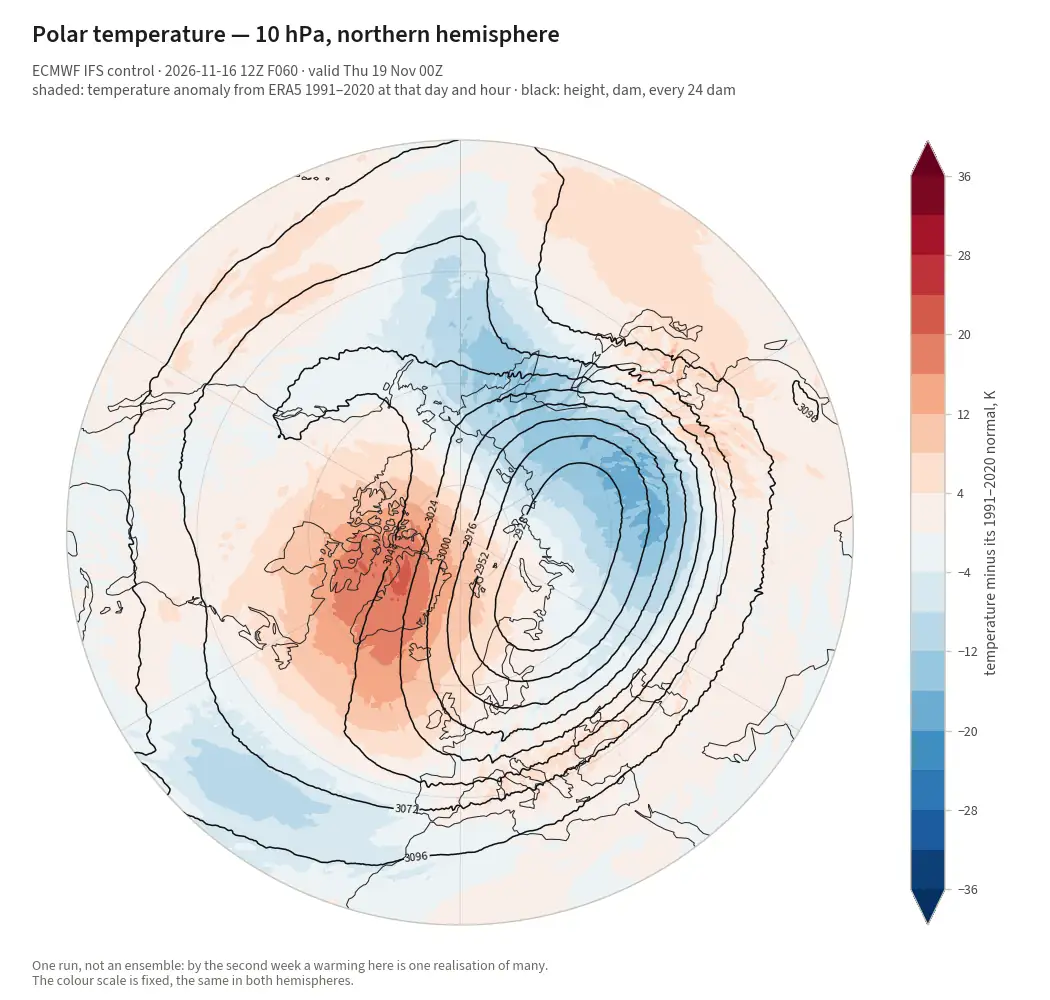 Polar temperature — 10 hPa, northern hemisphere
ECMWF IFS control · 2026-11-16 12Z F060 · valid Thu 19 Nov 00Z
shaded: temperature anomaly from ERA5 1991–2020 at that day and hour · black: height, dam, every 24 dam
36
28
20
12
4
−4
−12
−20
−28
−36
temperature minus its 1991–2020 normal, K
3096
3024
3000
2976
2952
3072
3096
One run, not an ensemble: by the second week a warming here is one realisation of many.
The colour scale is fixed, the same in both hemispheres.